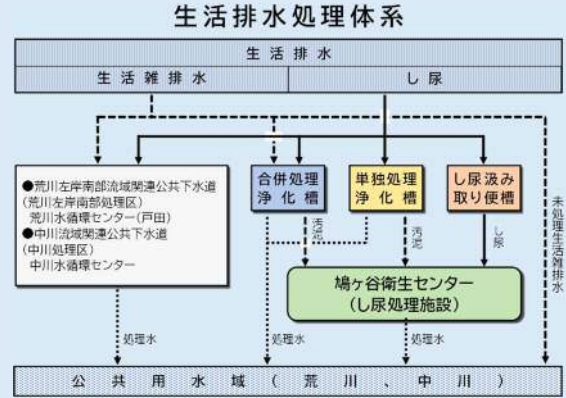 生活排水処理体系
生活排水
生活雑排水
し尿
●荒川左岸南部流域関連公共下水道
(荒川左岸南部処理区)
荒川水循環センター(戸田)
●中川流域関連公共下水道
(中川処理区)
中川水循環センター
合併処理
浄化槽
単独処理
浄化槽
し尿汲み
取り便槽
汚泥
汚泥
し尿
未処理生活雑排水
鳩ヶ谷衛生センター
(し尿処理施設)
処理水
処理水
処理水
公共用水域(荒川、中川)